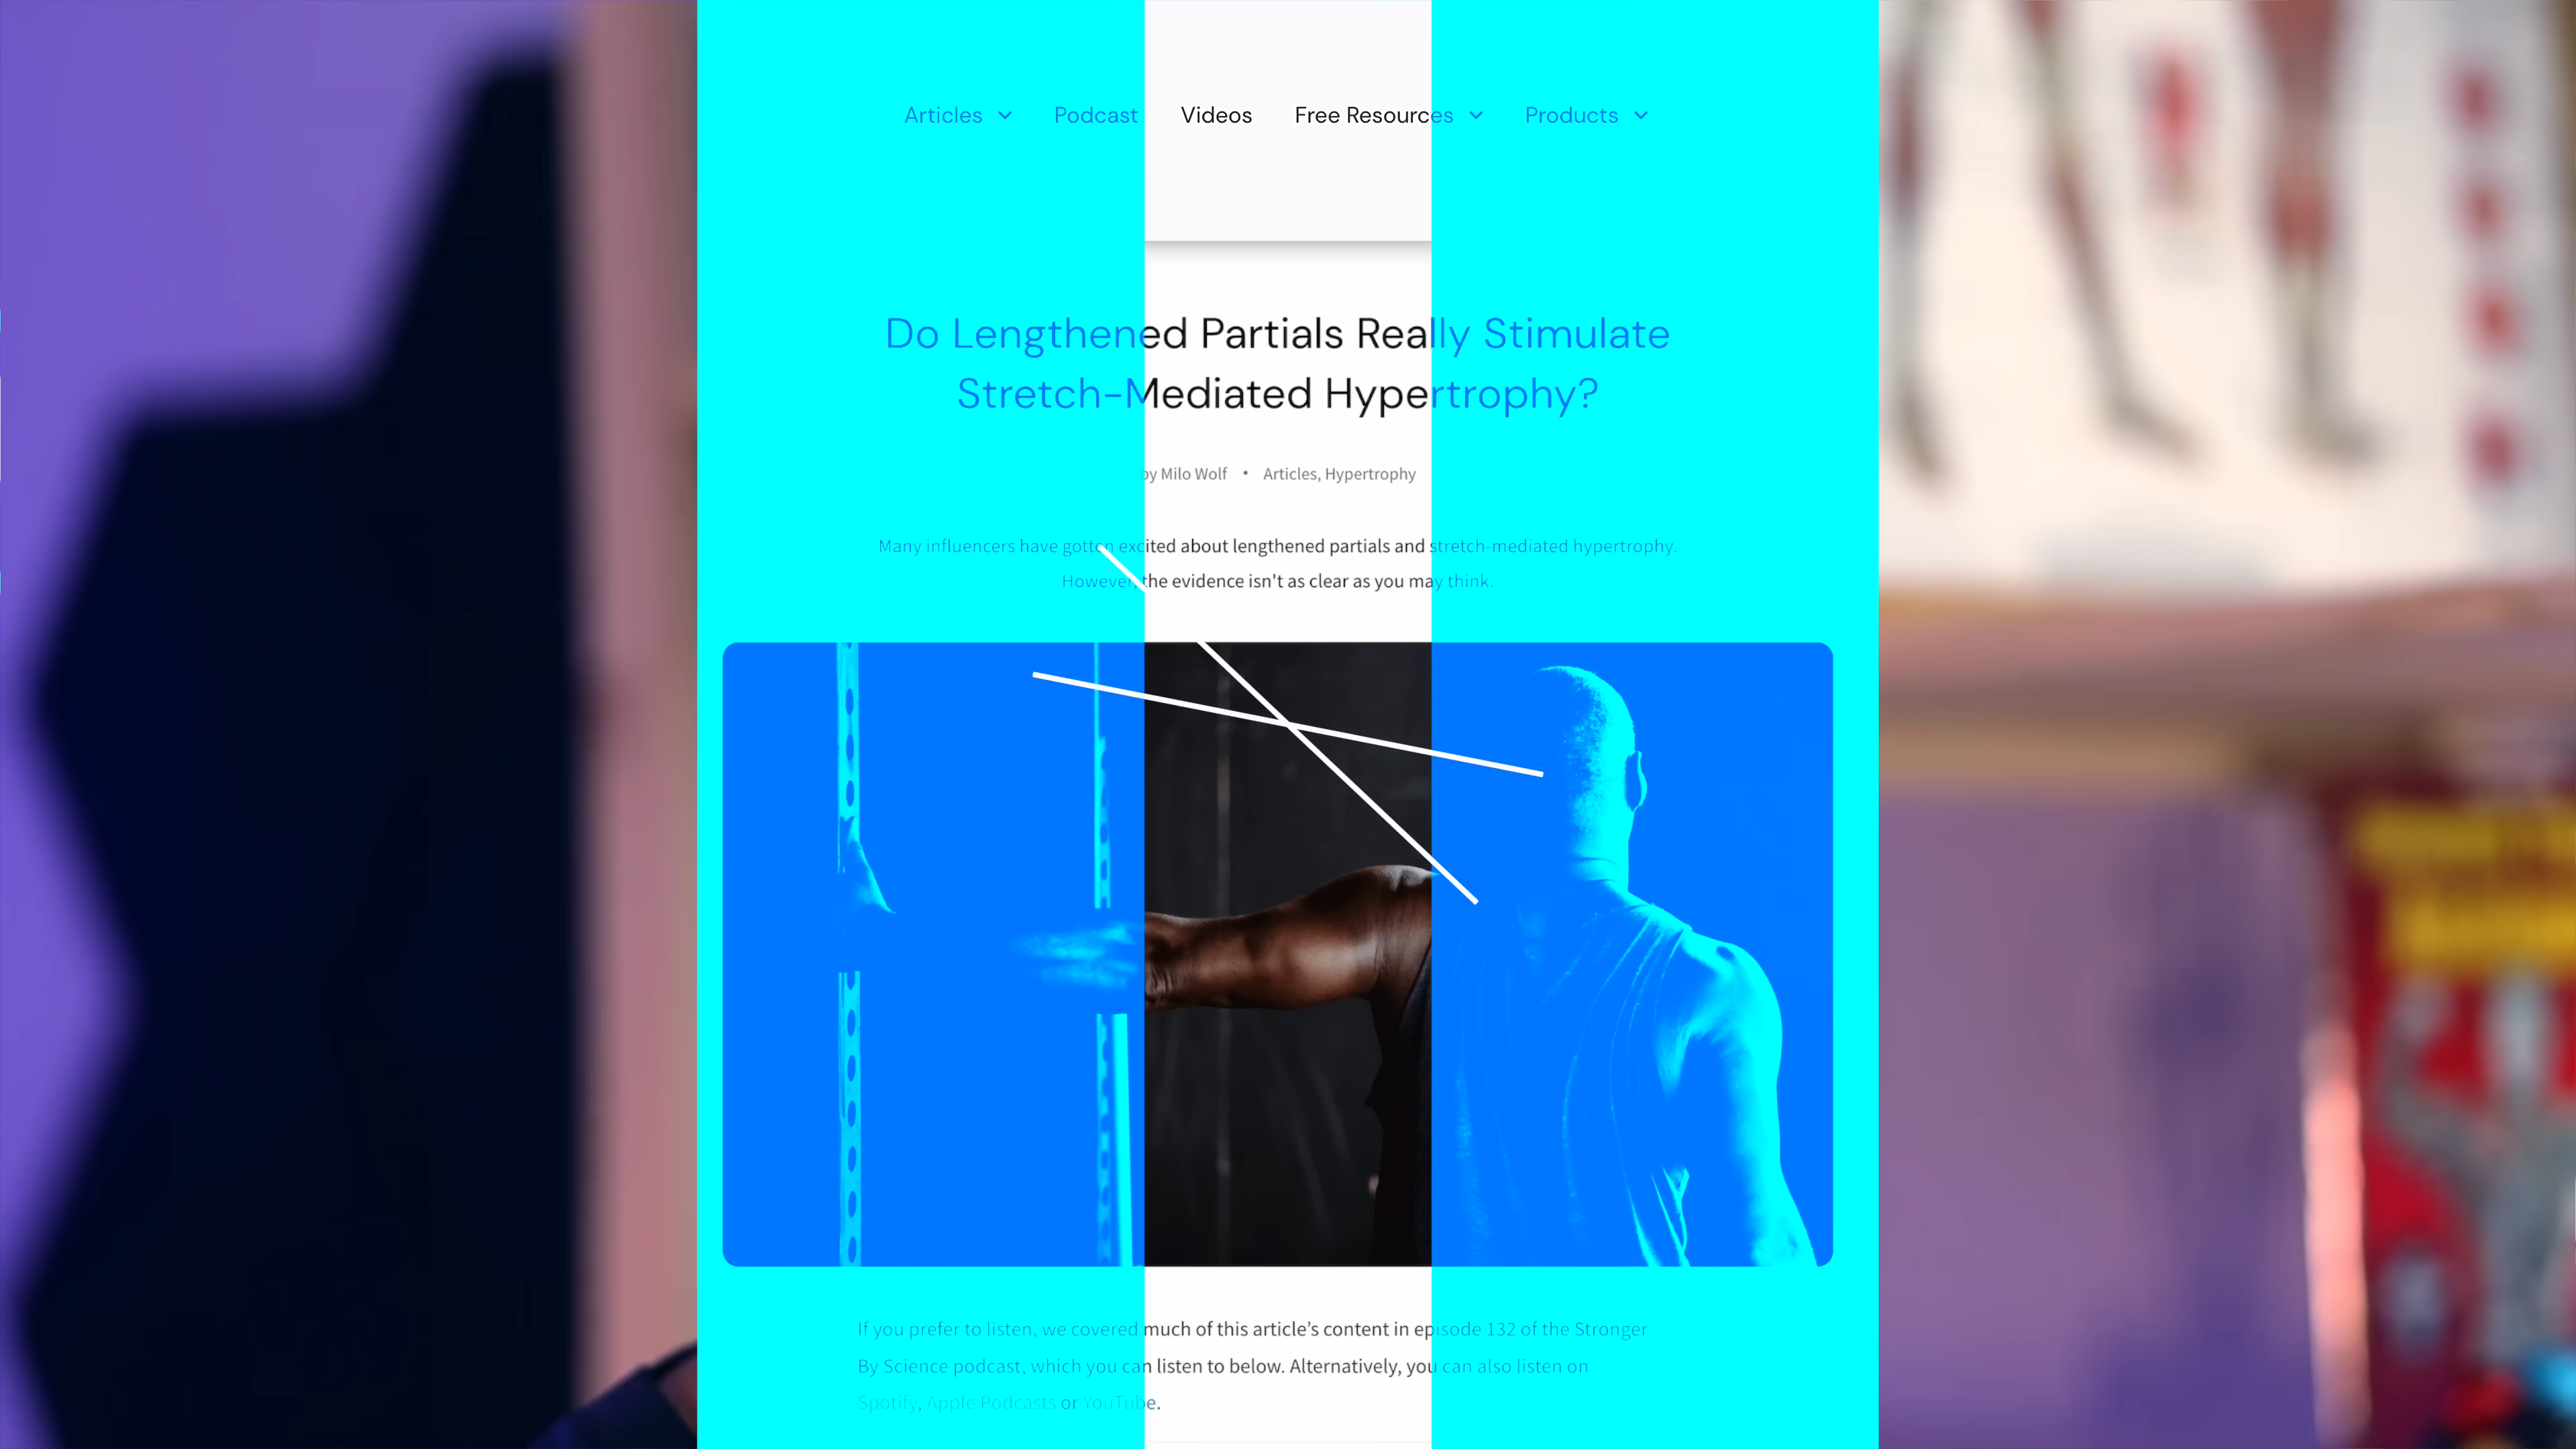 Articles Podcast Videos Free Resources Products
Do Lengthened Partials Really Stimulate
Stretch-Mediated Hypertrophy?
by Milo Wolf • Articles, Hypertrophy
Many influencers have gotten excited about lengthened partials and stretch-mediated hypertrophy.
However, the evidence isn't as clear as you may think.
If you prefer to listen, we covered much of this article’s content in episode 132 of the Stronger
By Science podcast, which you can listen to below. Alternatively, you can also listen on
Spotify, Apple Podcasts or YouTube.